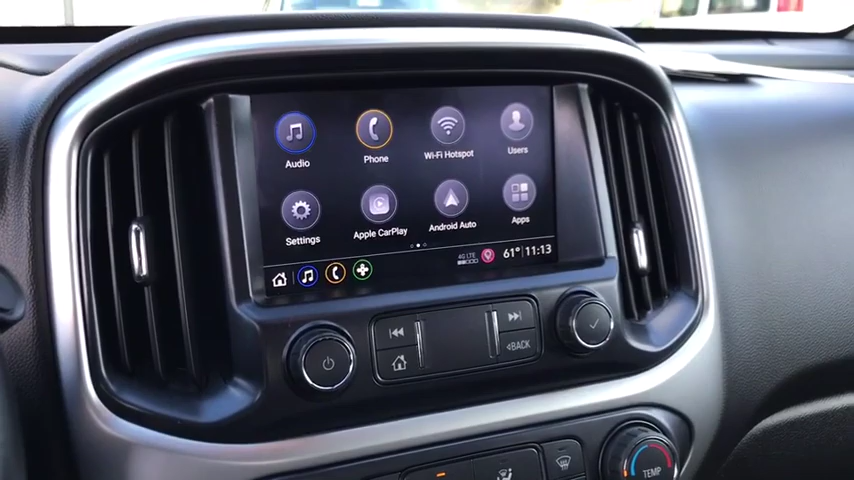 Audio Phone Wi-Fi Hotspot Users
Settings Apple CarPlay Android Auto Apps
4G LTE 61° 11:13
BACK
TEMP